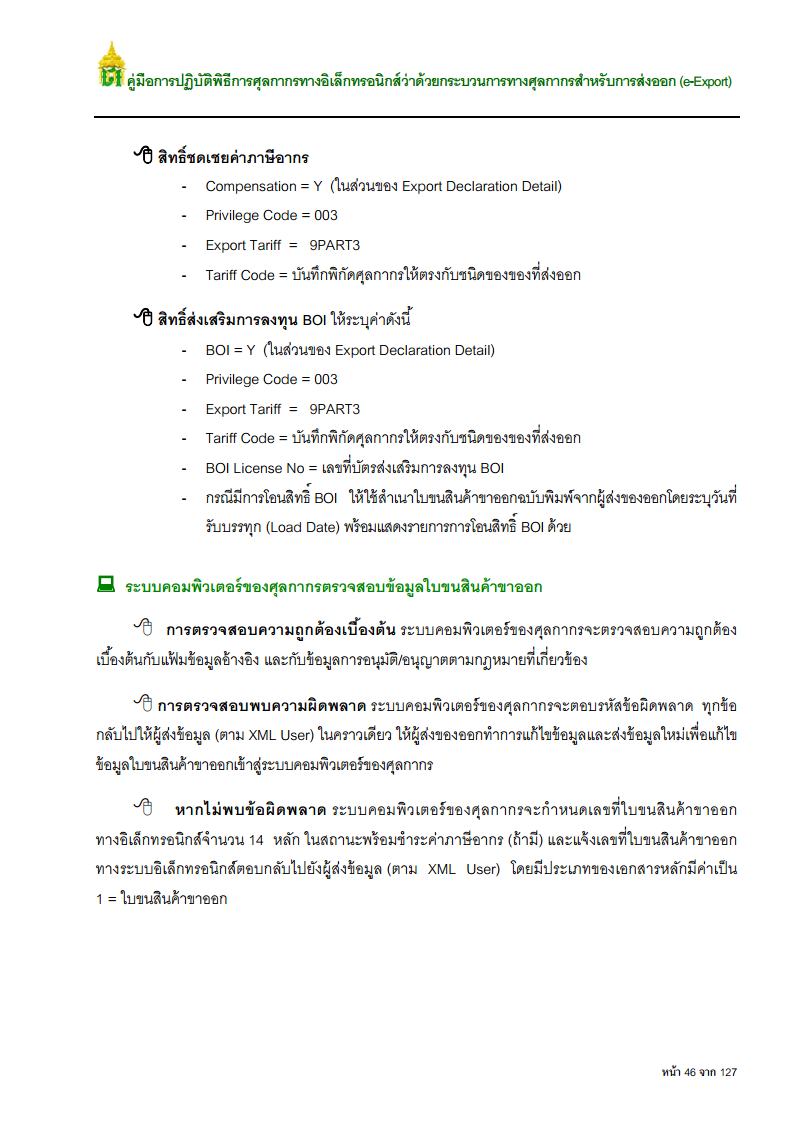 คู่มือการปฏิบัติพิธีการศุลกากรทางอิเล็กทรอนิกส์ว่าด้วยกระบวนการทางศุลกากรสำหรับการส่งออก (e-Export)
สิทธิ์ชดเชยค่าภาษีอากร
- Compensation = Y (ในส่วนของ Export Declaration Detail)
- Privilege Code = 003
- Export Tariff = 9PART3
- Tariff Code = บันทึกพิกัดศุลกากรให้ตรงกับชนิดของของที่ส่งออก
สิทธิ์ส่งเสริมการลงทุน BOI ให้ระบุค่าดังนี้
- BOI = Y (ในส่วนของ Export Declaration Detail)
- Privilege Code = 003
- Export Tariff = 9PART3
- Tariff Code = บันทึกพิกัดศุลกากรให้ตรงกับชนิดของของที่ส่งออก
- BOI License No = เลขที่บัตรส่งเสริมการลงทุน BOI
- กรณีมีการโอนสิทธิ์ BOI ให้ใช้สำเนาใบขนสินค้าขาออกฉบับพิมพ์จากผู้ส่งของออกโดยระบุวันที่
รับบรรทุก (Load Date) พร้อมแสดงรายการการโอนสิทธิ์ BOI ด้วย
ระบบคอมพิวเตอร์ของศุลกากรตรวจสอบข้อมูลใบขนสินค้าขาออก
การตรวจสอบความถูกต้องเบื้องต้น ระบบคอมพิวเตอร์ของศุลกากรจะตรวจสอบความถูกต้อง
เบื้องต้นกับแฟ้มข้อมูลอ้างอิง และกับข้อมูลการอนุมัติ/อนุญาตตามกฎหมายที่เกี่ยวข้อง
การตรวจสอบพบความผิดพลาด ระบบคอมพิวเตอร์ของศุลกากรจะตอบรหัสข้อผิดพลาด ทุกข้อ
กลับไปให้ผู้ส่งข้อมูล (ตาม XML User) ในคราวเดียว ให้ผู้ส่งของออกทำการแก้ไขข้อมูลและส่งข้อมูลใหม่เพื่อแก้ไข
ข้อมูลใบขนสินค้าขาออกเข้าสู่ระบบคอมพิวเตอร์ของศุลกากร
หากไม่พบข้อผิดพลาด ระบบคอมพิวเตอร์ของศุลกากรจะกำหนดเลขที่ใบขนสินค้าขาออก
ทางอิเล็กทรอนิกส์จำนวน 14 หลัก ในสถานะพร้อมชำระค่าภาษีอากร (ถ้ามี) และแจ้งเลขที่ใบขนสินค้าขาออก
ทางระบบอิเล็กทรอนิกส์ตอบกลับไปยังผู้ส่งข้อมูล (ตาม XML User) โดยมีประเภทของเอกสารหลักมีค่าเป็น
1 = ใบขนสินค้าขาออก
หน้า 46 จาก 127